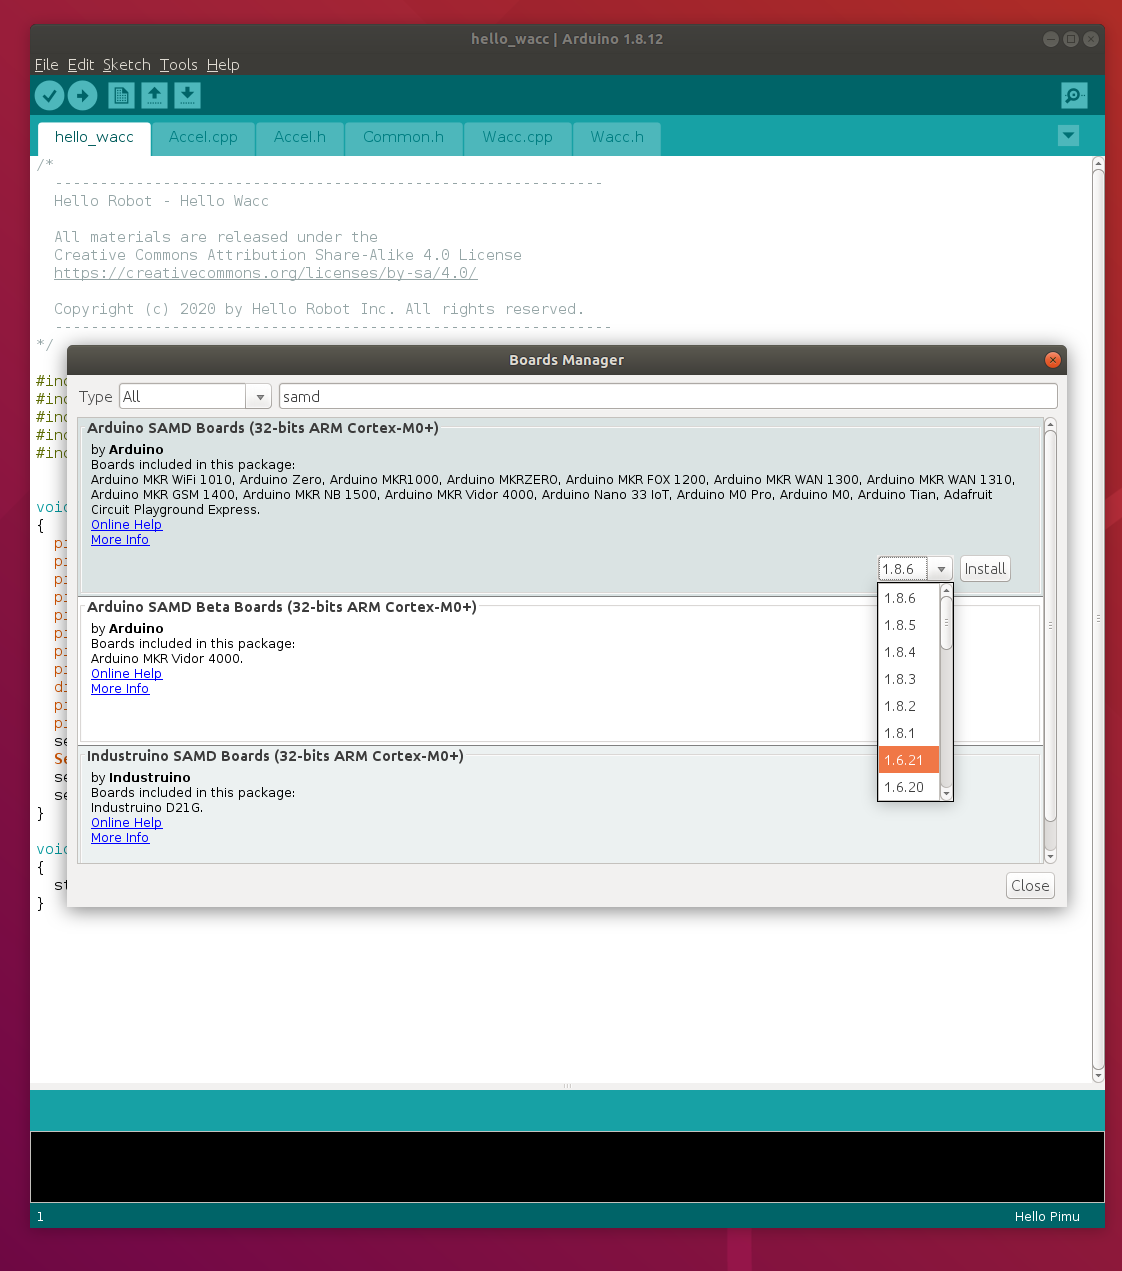 hello_wacc | Arduino 1.8.12
File Edit Sketch Tools Help
hello_wacc Accel.cpp Accel.h Common.h Wacc.cpp Wacc.h
/*
-------------------------------------------------------------
Hello Robot - Hello Wacc
All materials are released under the
Creative Commons Attribution Share-Alike 4.0 License
https://creativecommons.org/licenses/by-sa/4.0/
Copyright (c) 2020 by Hello Robot Inc. All rights reserved.
--------------------------------------------------------------
*/
Boards Manager
Type All samd
Arduino SAMD Boards (32-bits ARM Cortex-M0+)
by Arduino
Boards included in this package:
Arduino MKR WiFi 1010, Arduino Zero, Arduino MKR1000, Arduino MKRZERO, Arduino MKR FOX 1200, Arduino MKR WAN 1300, Arduino MKR WAN 1310,
Arduino MKR GSM 1400, Arduino MKR NB 1500, Arduino MKR Vidor 4000, Arduino Nano 33 IoT, Arduino M0 Pro, Arduino M0, Arduino Tian, Adafruit
Circuit Playground Express.
Online Help
More Info
1.8.6 Install
1.8.6
1.8.5
1.8.4
1.8.3
1.8.2
1.8.1
1.6.21
1.6.20
Arduino SAMD Beta Boards (32-bits ARM Cortex-M0+)
by Arduino
Boards included in this package:
Arduino MKR Vidor 4000.
Online Help
More Info
Industruino SAMD Boards (32-bits ARM Cortex-M0+)
by Industruino
Boards included in this package:
Industruino D21G.
Online Help
More Info
Close
#inc
#inc
#inc
#inc
#inc
voic
{
pi
pi
pi
pi
pi
pi
pi
pi
di
pi
pi
se
Se
se
se
}
voic
{
st
}
1 Hello Pimu